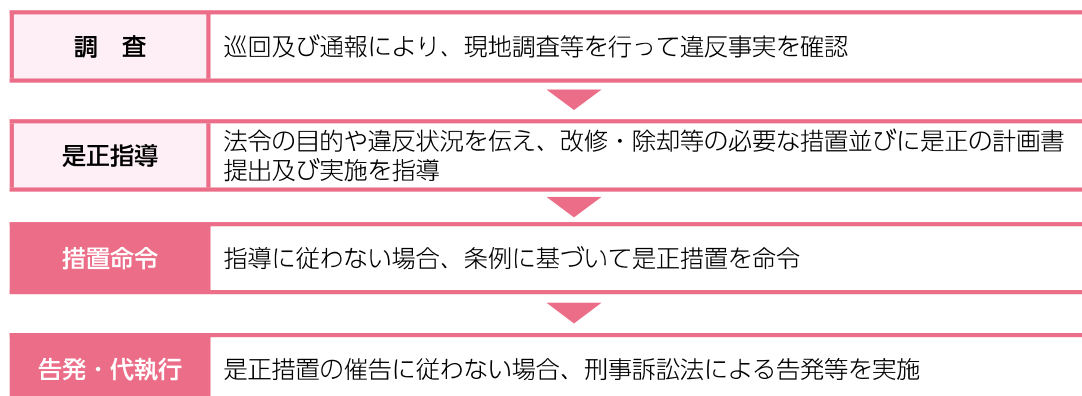 調　査
巡回及び通報により、現地調査等を行って違反事実を確認
是正指導
法令の目的や違反状況を伝え、改修・除却等の必要な措置並びに是正の計画書
提出及び実施を指導
措置命令
指導に従わない場合、条例に基づいて是正措置を命令
告発・代執行
是正措置の催告に従わない場合、刑事訴訟法による告発等を実施